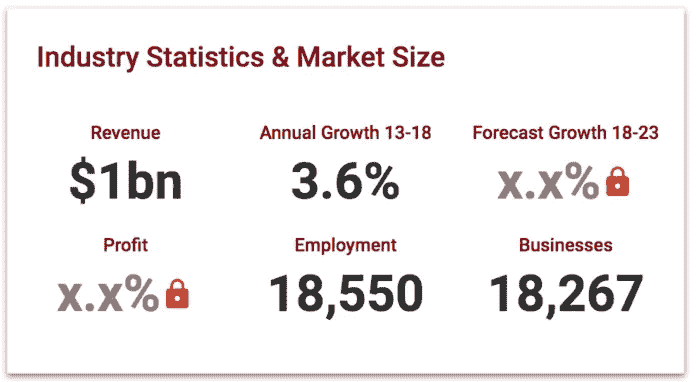 Industry Statistics & Market Size
Revenue
$1bn
Annual Growth 13-18
3.6%
Forecast Growth 18-23
x.x%
Profit
x.x%
Employment
18,550
Businesses
18,267